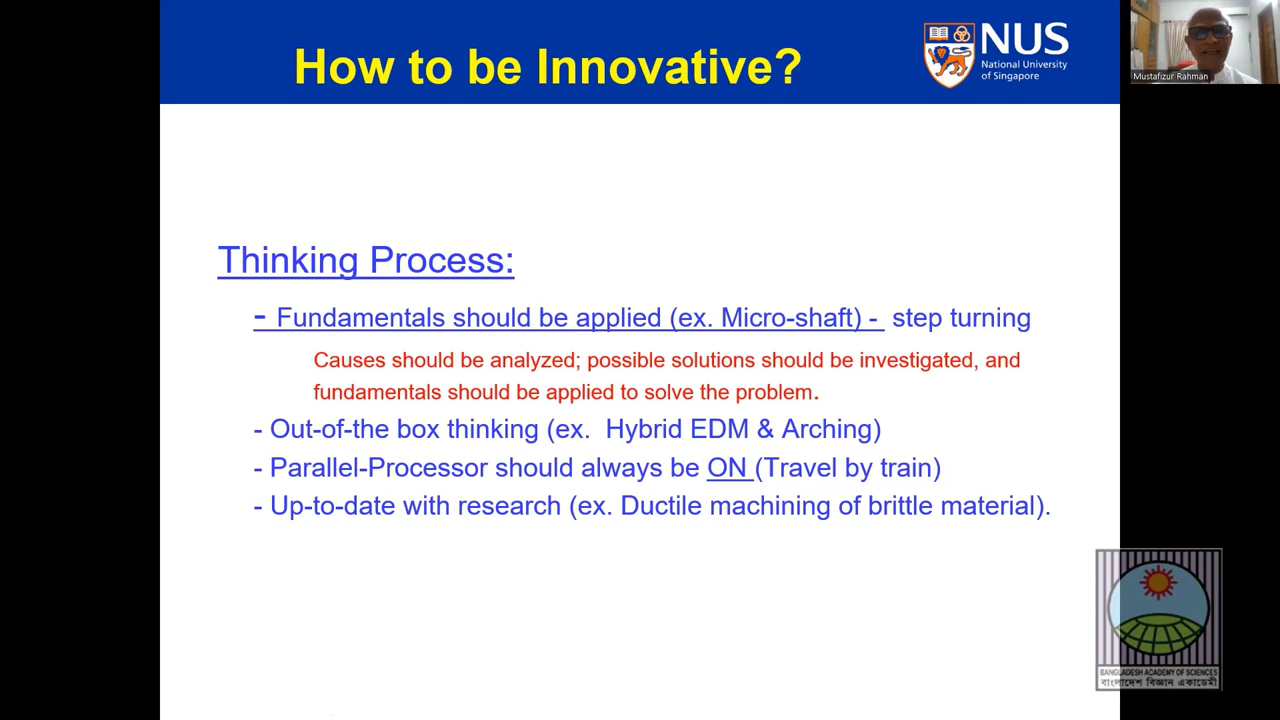 How to be Innovative?
NUS
National University
of Singapore
Mustafizur Rahman
Thinking Process:
- Fundamentals should be applied (ex. Micro-shaft) - step turning
Causes should be analyzed; possible solutions should be investigated, and
fundamentals should be applied to solve the problem.
- Out-of-the box thinking (ex. Hybrid EDM & Arching)
- Parallel-Processor should always be ON (Travel by train)
- Up-to-date with research (ex. Ductile machining of brittle material).
BANGLADESH ACADEMY OF SCIENCES
বাংলাদেশ বিজ্ঞান একাডেমী